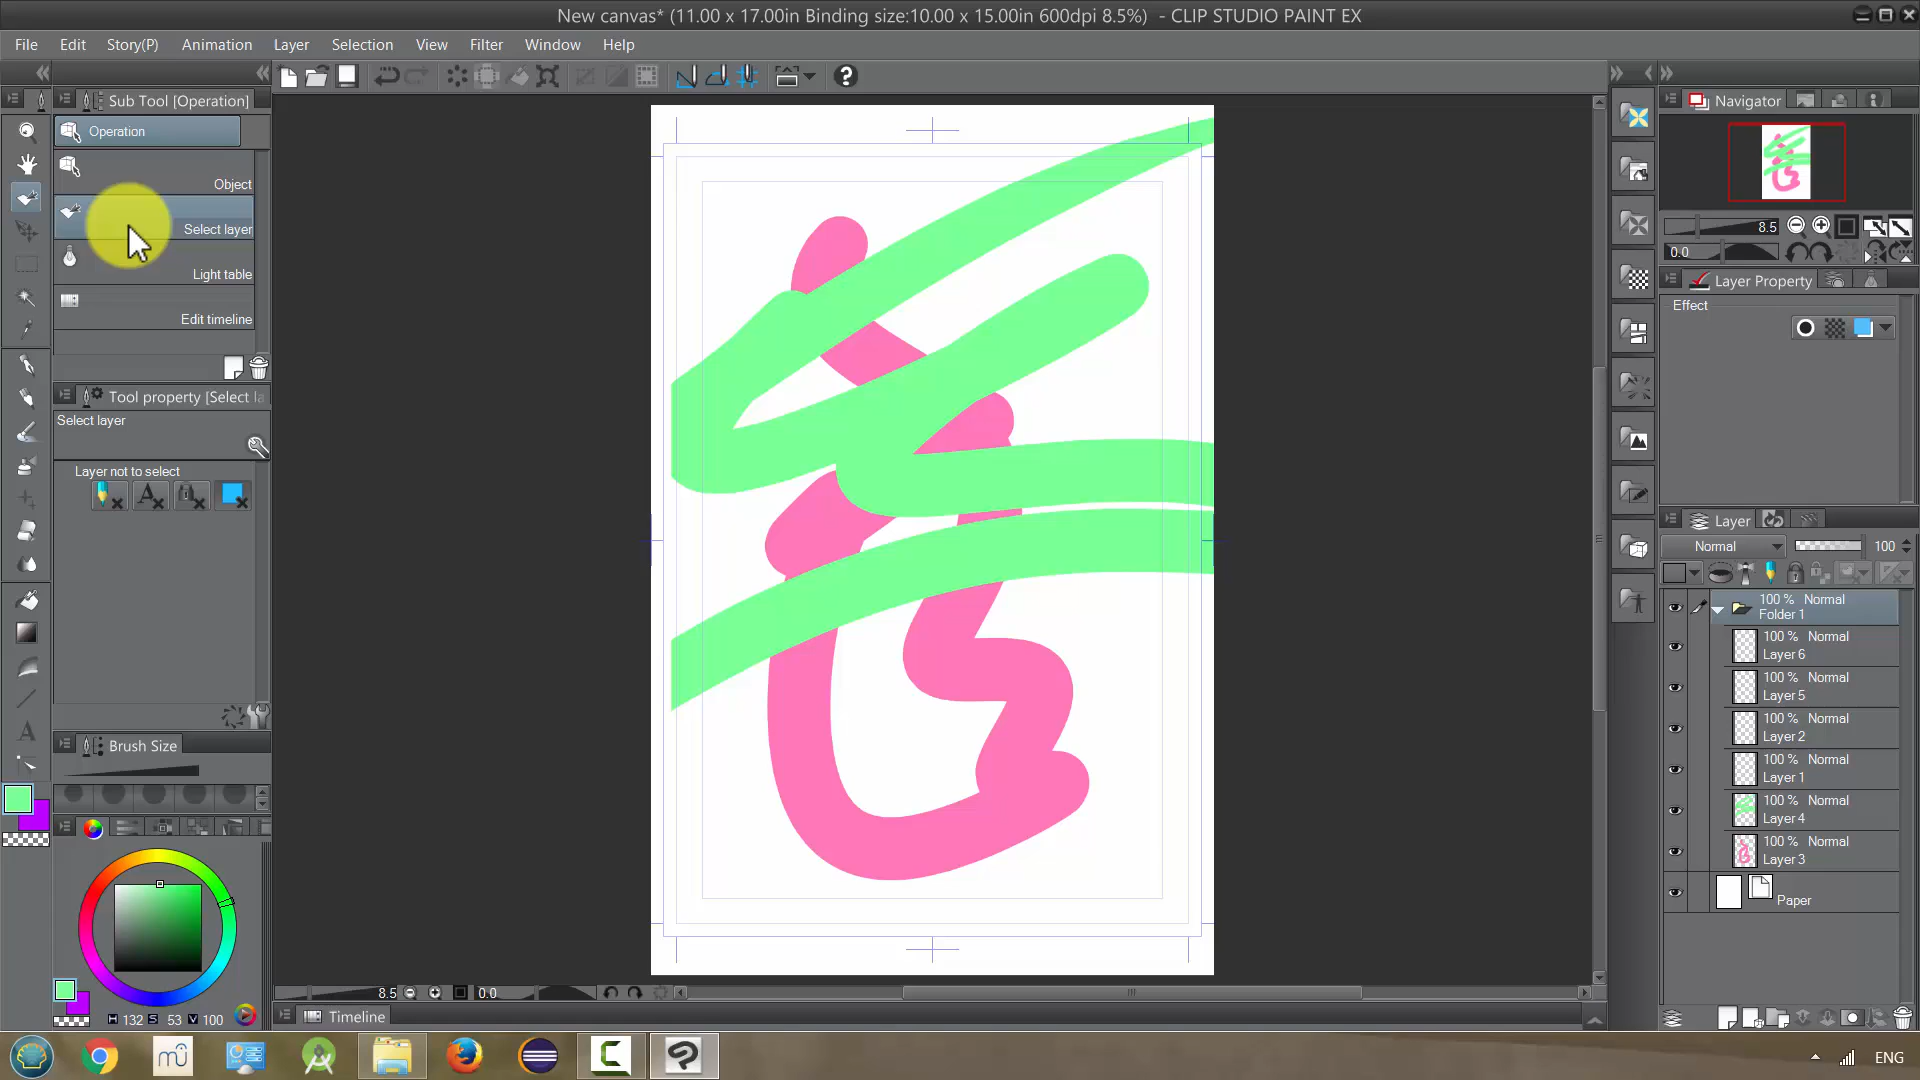 New canvas* (11.00 x 17.00in Binding size:10.00 x 15.00in 600dpi 8.5%) - CLIP STUDIO PAINT EX
File Edit Story(P) Animation Layer Selection View Filter Window Help
Sub Tool [Operation]
Operation
Object
Select layer
Light table
Edit timeline
Tool property [Select la
Select layer
Layer not to select
Brush Size
H 132 S 53 V 100
8.5 0.0
Timeline
Navigator
8.5
0.0
Layer Property
Effect
Layer
Normal 100
100 % Normal
Folder 1
100 % Normal
Layer 6
100 % Normal
Layer 5
100 % Normal
Layer 2
100 % Normal
Layer 1
100 % Normal
Layer 4
100 % Normal
Layer 3
Paper
ENG